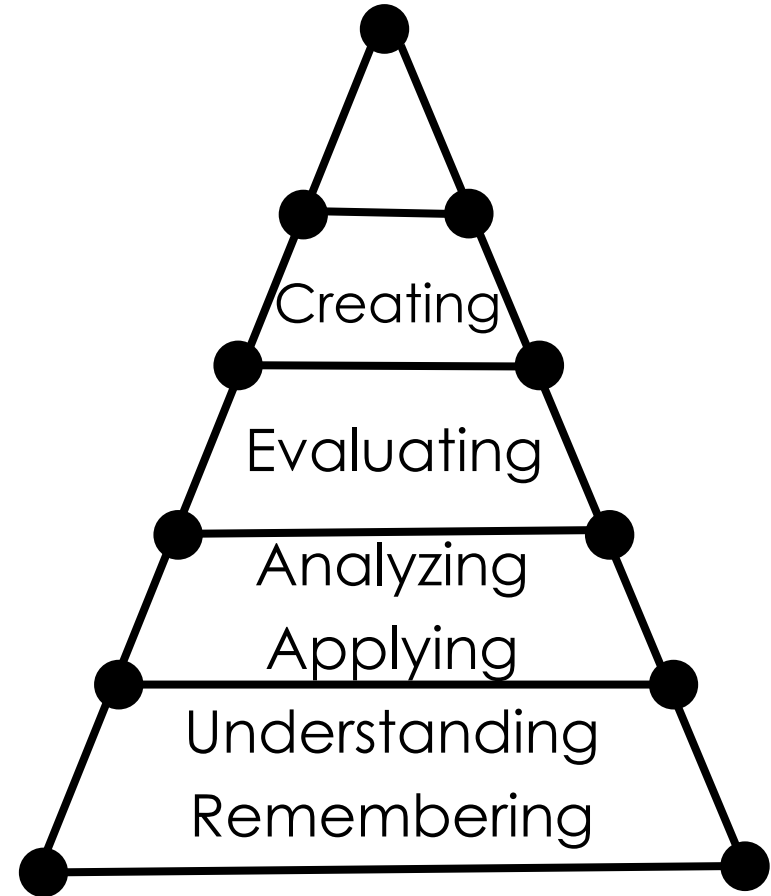 Creating
Evaluating
Analyzing
Applying
Understanding
Remembering